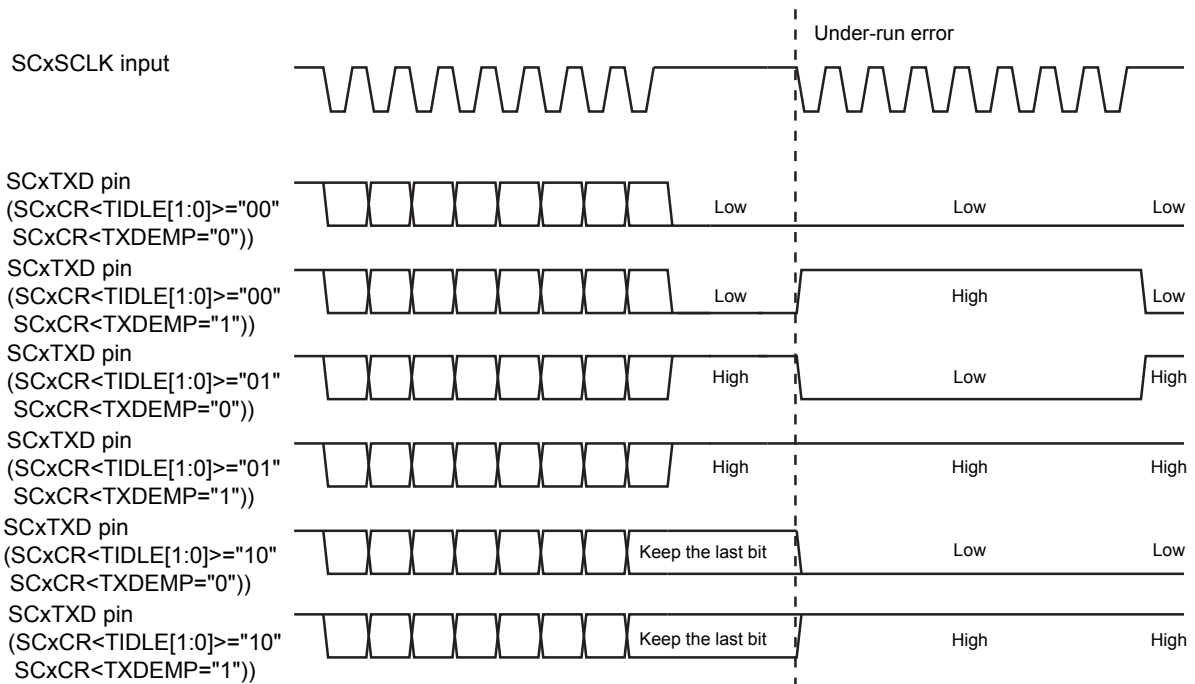 Under-run error
SCxSCLK input
SCxTXD pin
(SCxCR<TIDLE[1:0]>="00"
SCxCR<TXDEMP="0"))
Low Low Low
SCxTXD pin
(SCxCR<TIDLE[1:0]>="00"
SCxCR<TXDEMP="1"))
Low High Low
SCxTXD pin
(SCxCR<TIDLE[1:0]>="01"
SCxCR<TXDEMP="0"))
High Low High
SCxTXD pin
(SCxCR<TIDLE[1:0]>="01"
SCxCR<TXDEMP="1"))
High High High
SCxTXD pin
(SCxCR<TIDLE[1:0]>="10"
SCxCR<TXDEMP="0"))
Keep the last bit Low Low
SCxTXD pin
(SCxCR<TIDLE[1:0]>="10"
SCxCR<TXDEMP="1"))
Keep the last bit High High